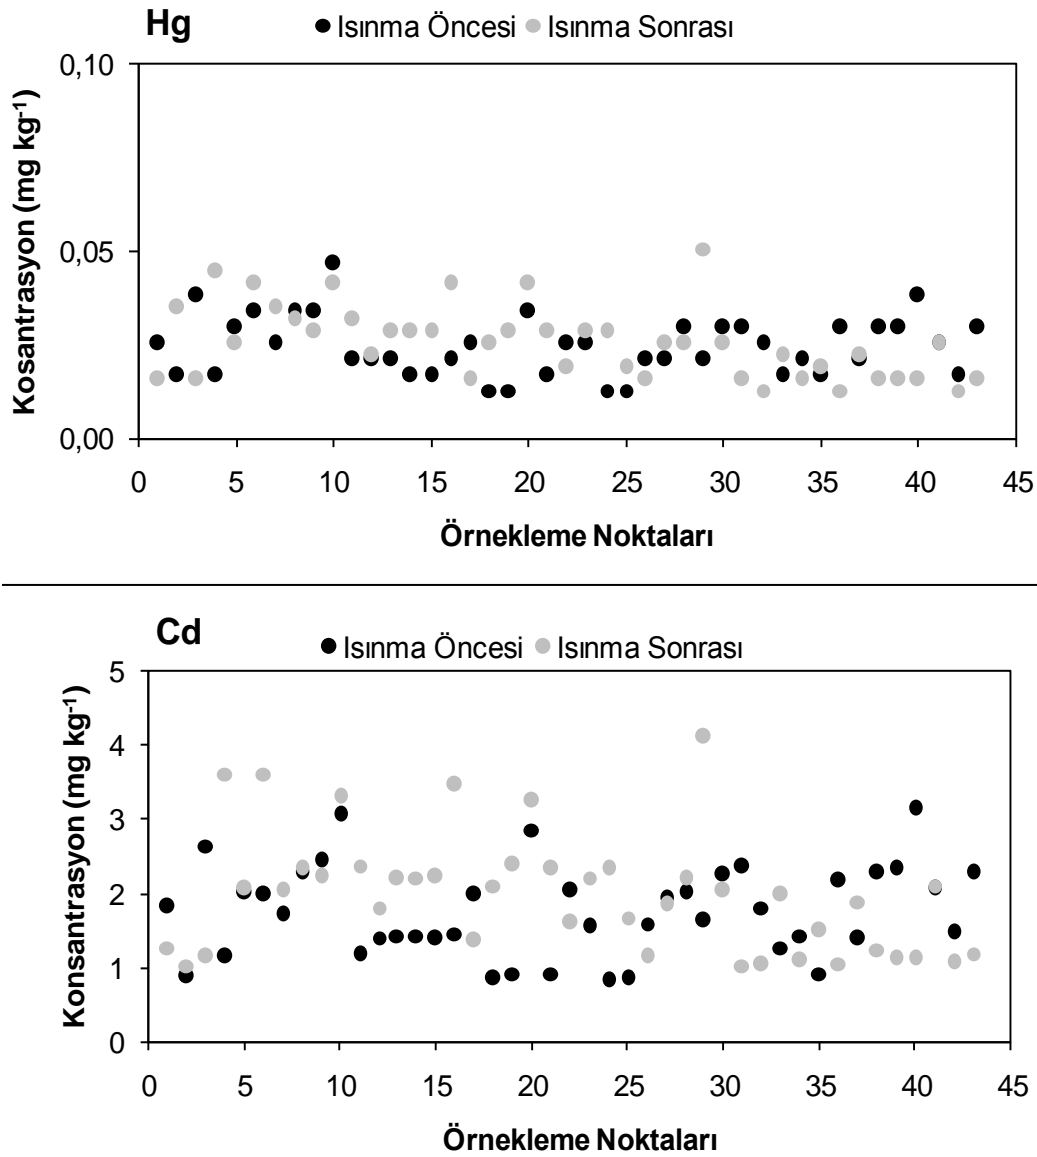 Hg
Isınma Öncesi Isınma Sonrası
0,10
0,05
0,00
Kosantrasyon (mg kg-1)
0 5 10 15 20 25 30 35 40 45
Örnekleme Noktaları
Cd
Isınma Öncesi Isınma Sonrası
5
4
3
2
1
0
Konsantrasyon (mg kg-1)
0 5 10 15 20 25 30 35 40 45
Örnekleme Noktaları